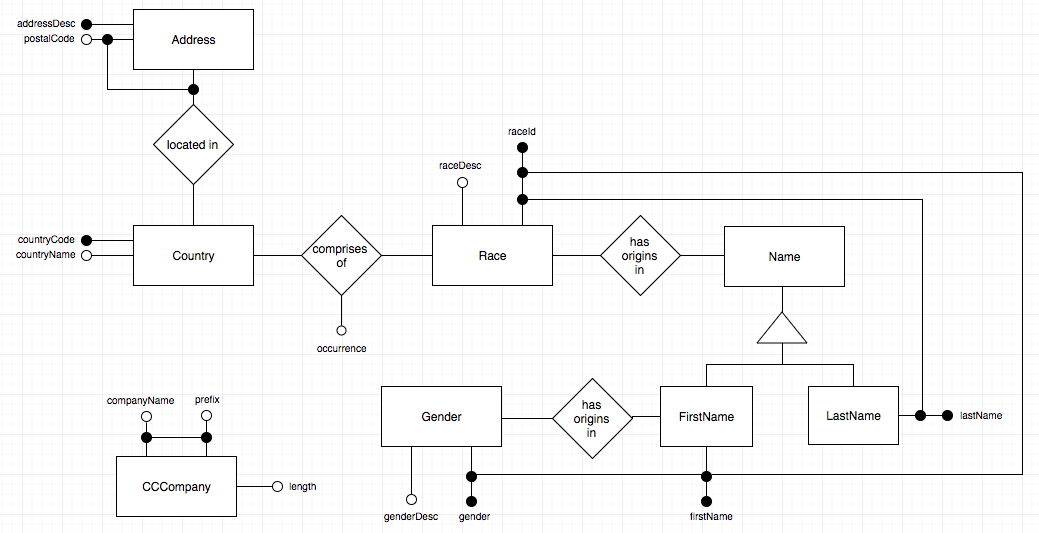 addressDesc
postalCode
Address
located in
raceId
raceDesc
countryCode
countryName
Country
comprises
of
Race
has
origins
in
Name
occurrence
companyName
prefix
Gender
has
origins
in
FirstName
LastName
lastName
CCCompany
length
genderDesc
gender
firstName